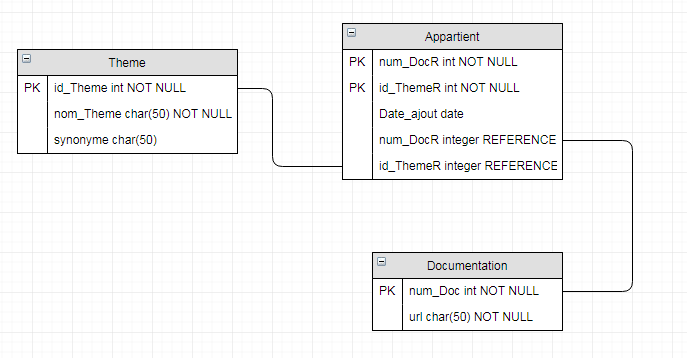 Theme
PK id_Theme int NOT NULL
nom_Theme char(50) NOT NULL
synonyme char(50)
Appartient
PK num_DocR int NOT NULL
PK id_ThemeR int NOT NULL
Date_ajout date
num_DocR integer REFERENCE
id_ThemeR integer REFERENCE
Documentation
PK num_Doc int NOT NULL
url char(50) NOT NULL